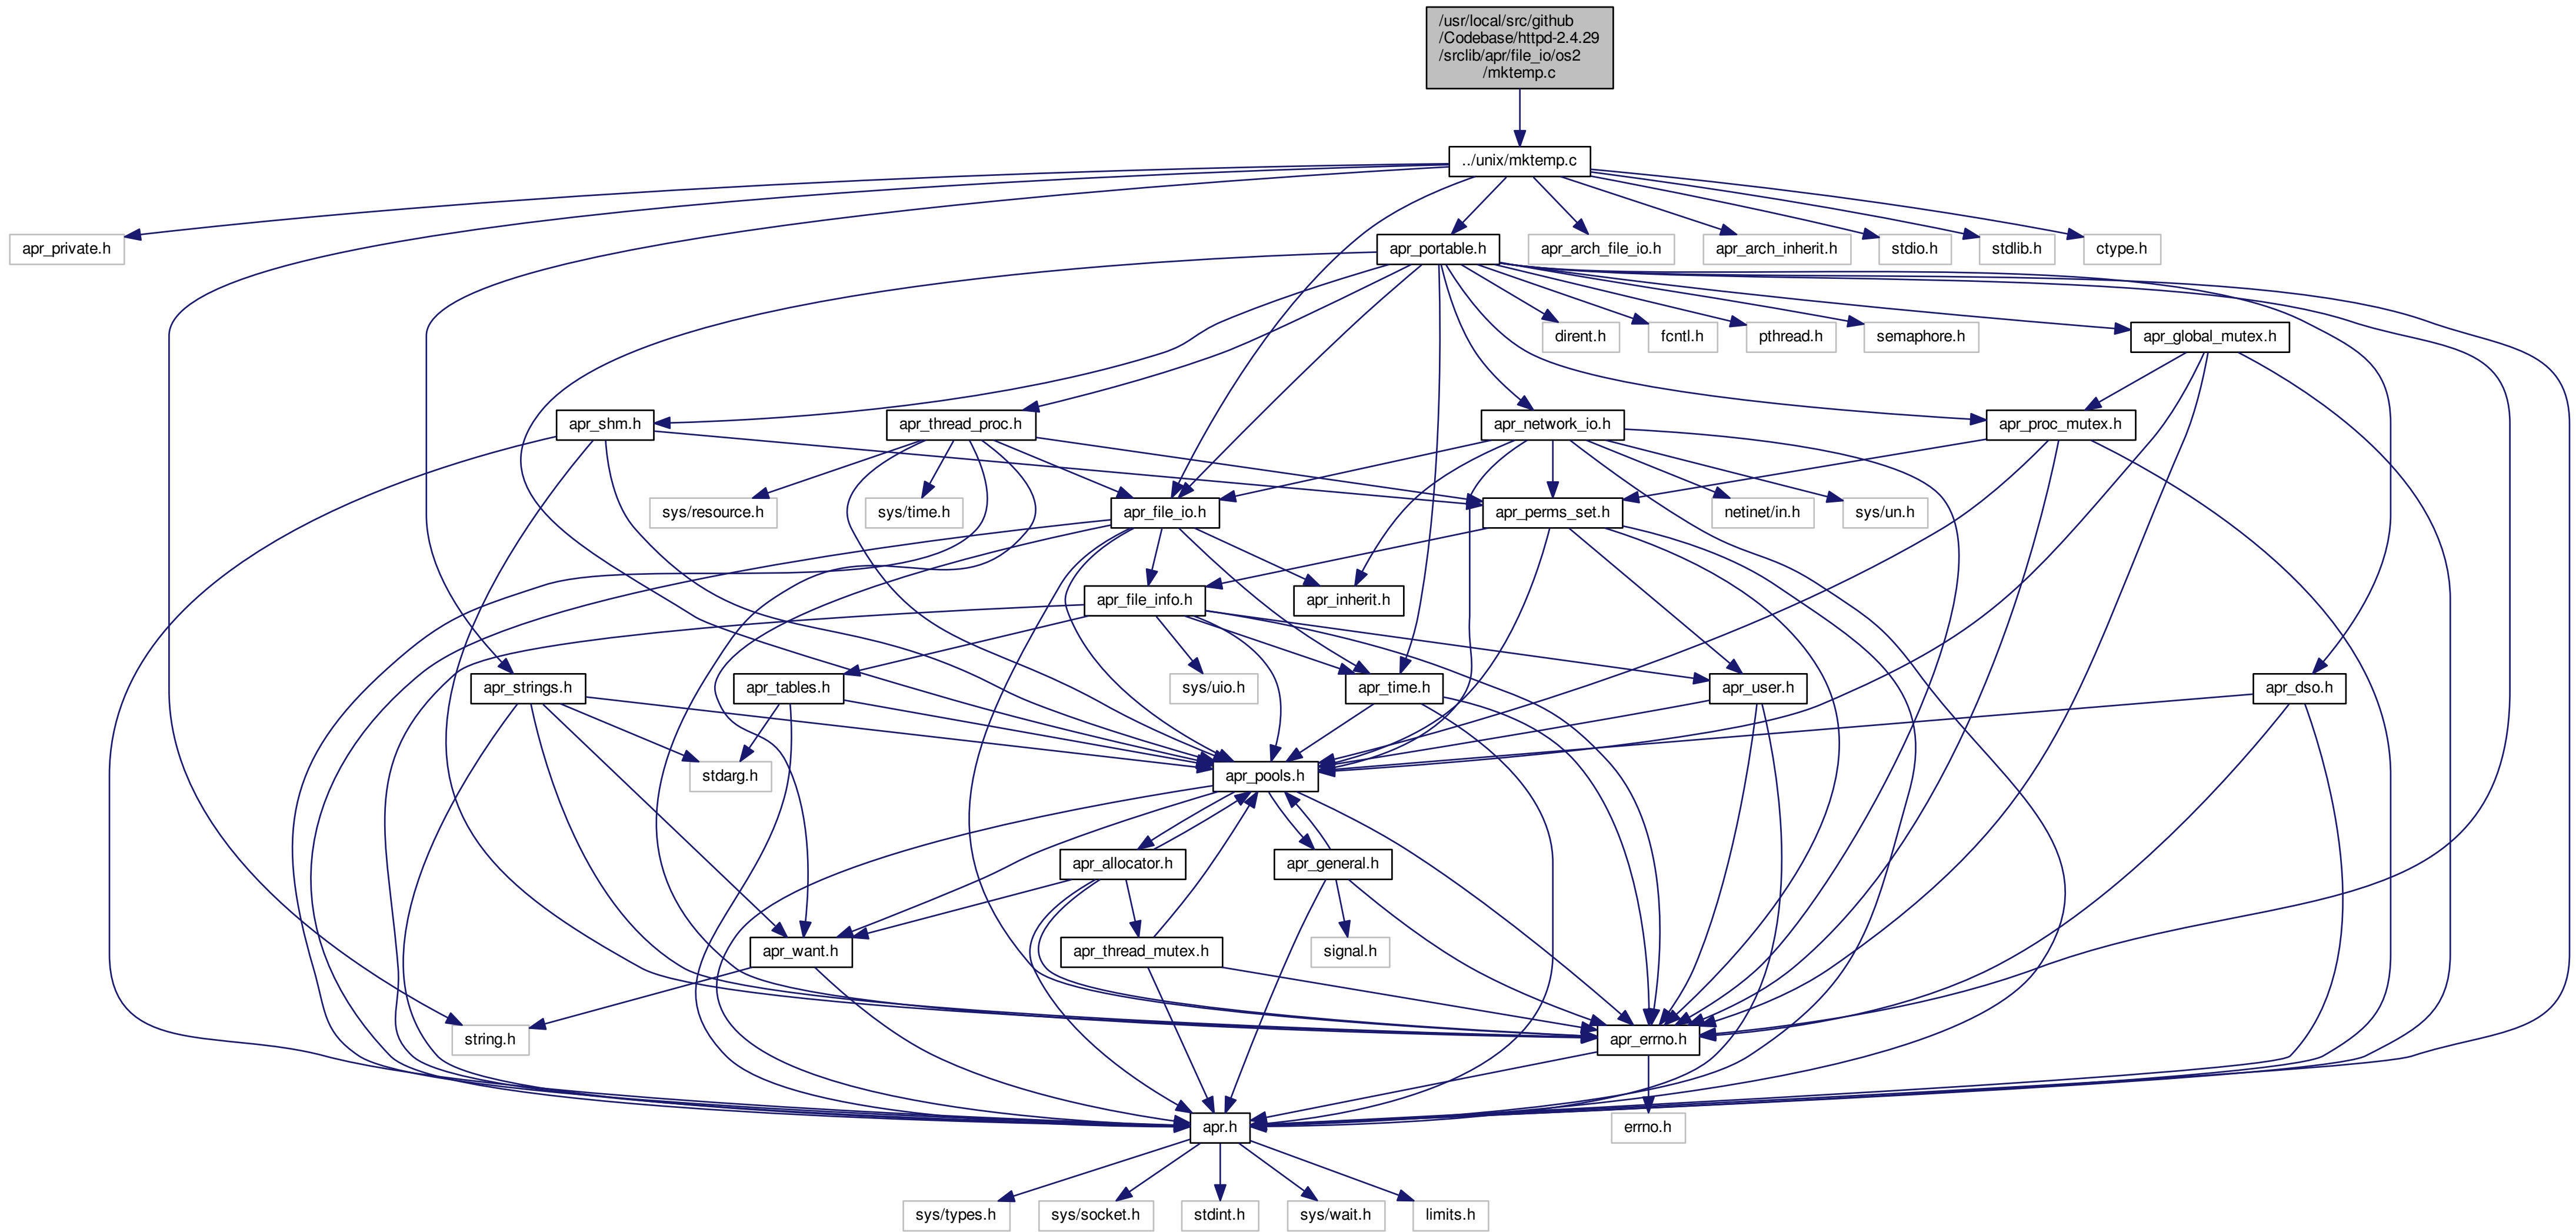 /usr/local/src/github
/Codebase/httpd-2.4.29
/srclib/apr/file_io/os2
/mktemp.c
../unix/mktemp.c
apr_private.h
apr_portable.h
apr_arch_file_io.h
apr_arch_inherit.h
stdio.h
stdlib.h
ctype.h
dirent.h
fcntl.h
pthread.h
semaphore.h
apr_global_mutex.h
apr_shm.h
apr_thread_proc.h
apr_network_io.h
apr_proc_mutex.h
sys/resource.h
sys/time.h
apr_file_io.h
apr_perms_set.h
netinet/in.h
sys/un.h
apr_file_info.h
apr_inherit.h
apr_strings.h
apr_tables.h
sys/uio.h
apr_time.h
apr_user.h
apr_dso.h
stdarg.h
apr_pools.h
apr_allocator.h
apr_general.h
apr_want.h
apr_thread_mutex.h
signal.h
string.h
apr_errno.h
apr.h
errno.h
sys/types.h
sys/socket.h
stdint.h
sys/wait.h
limits.h